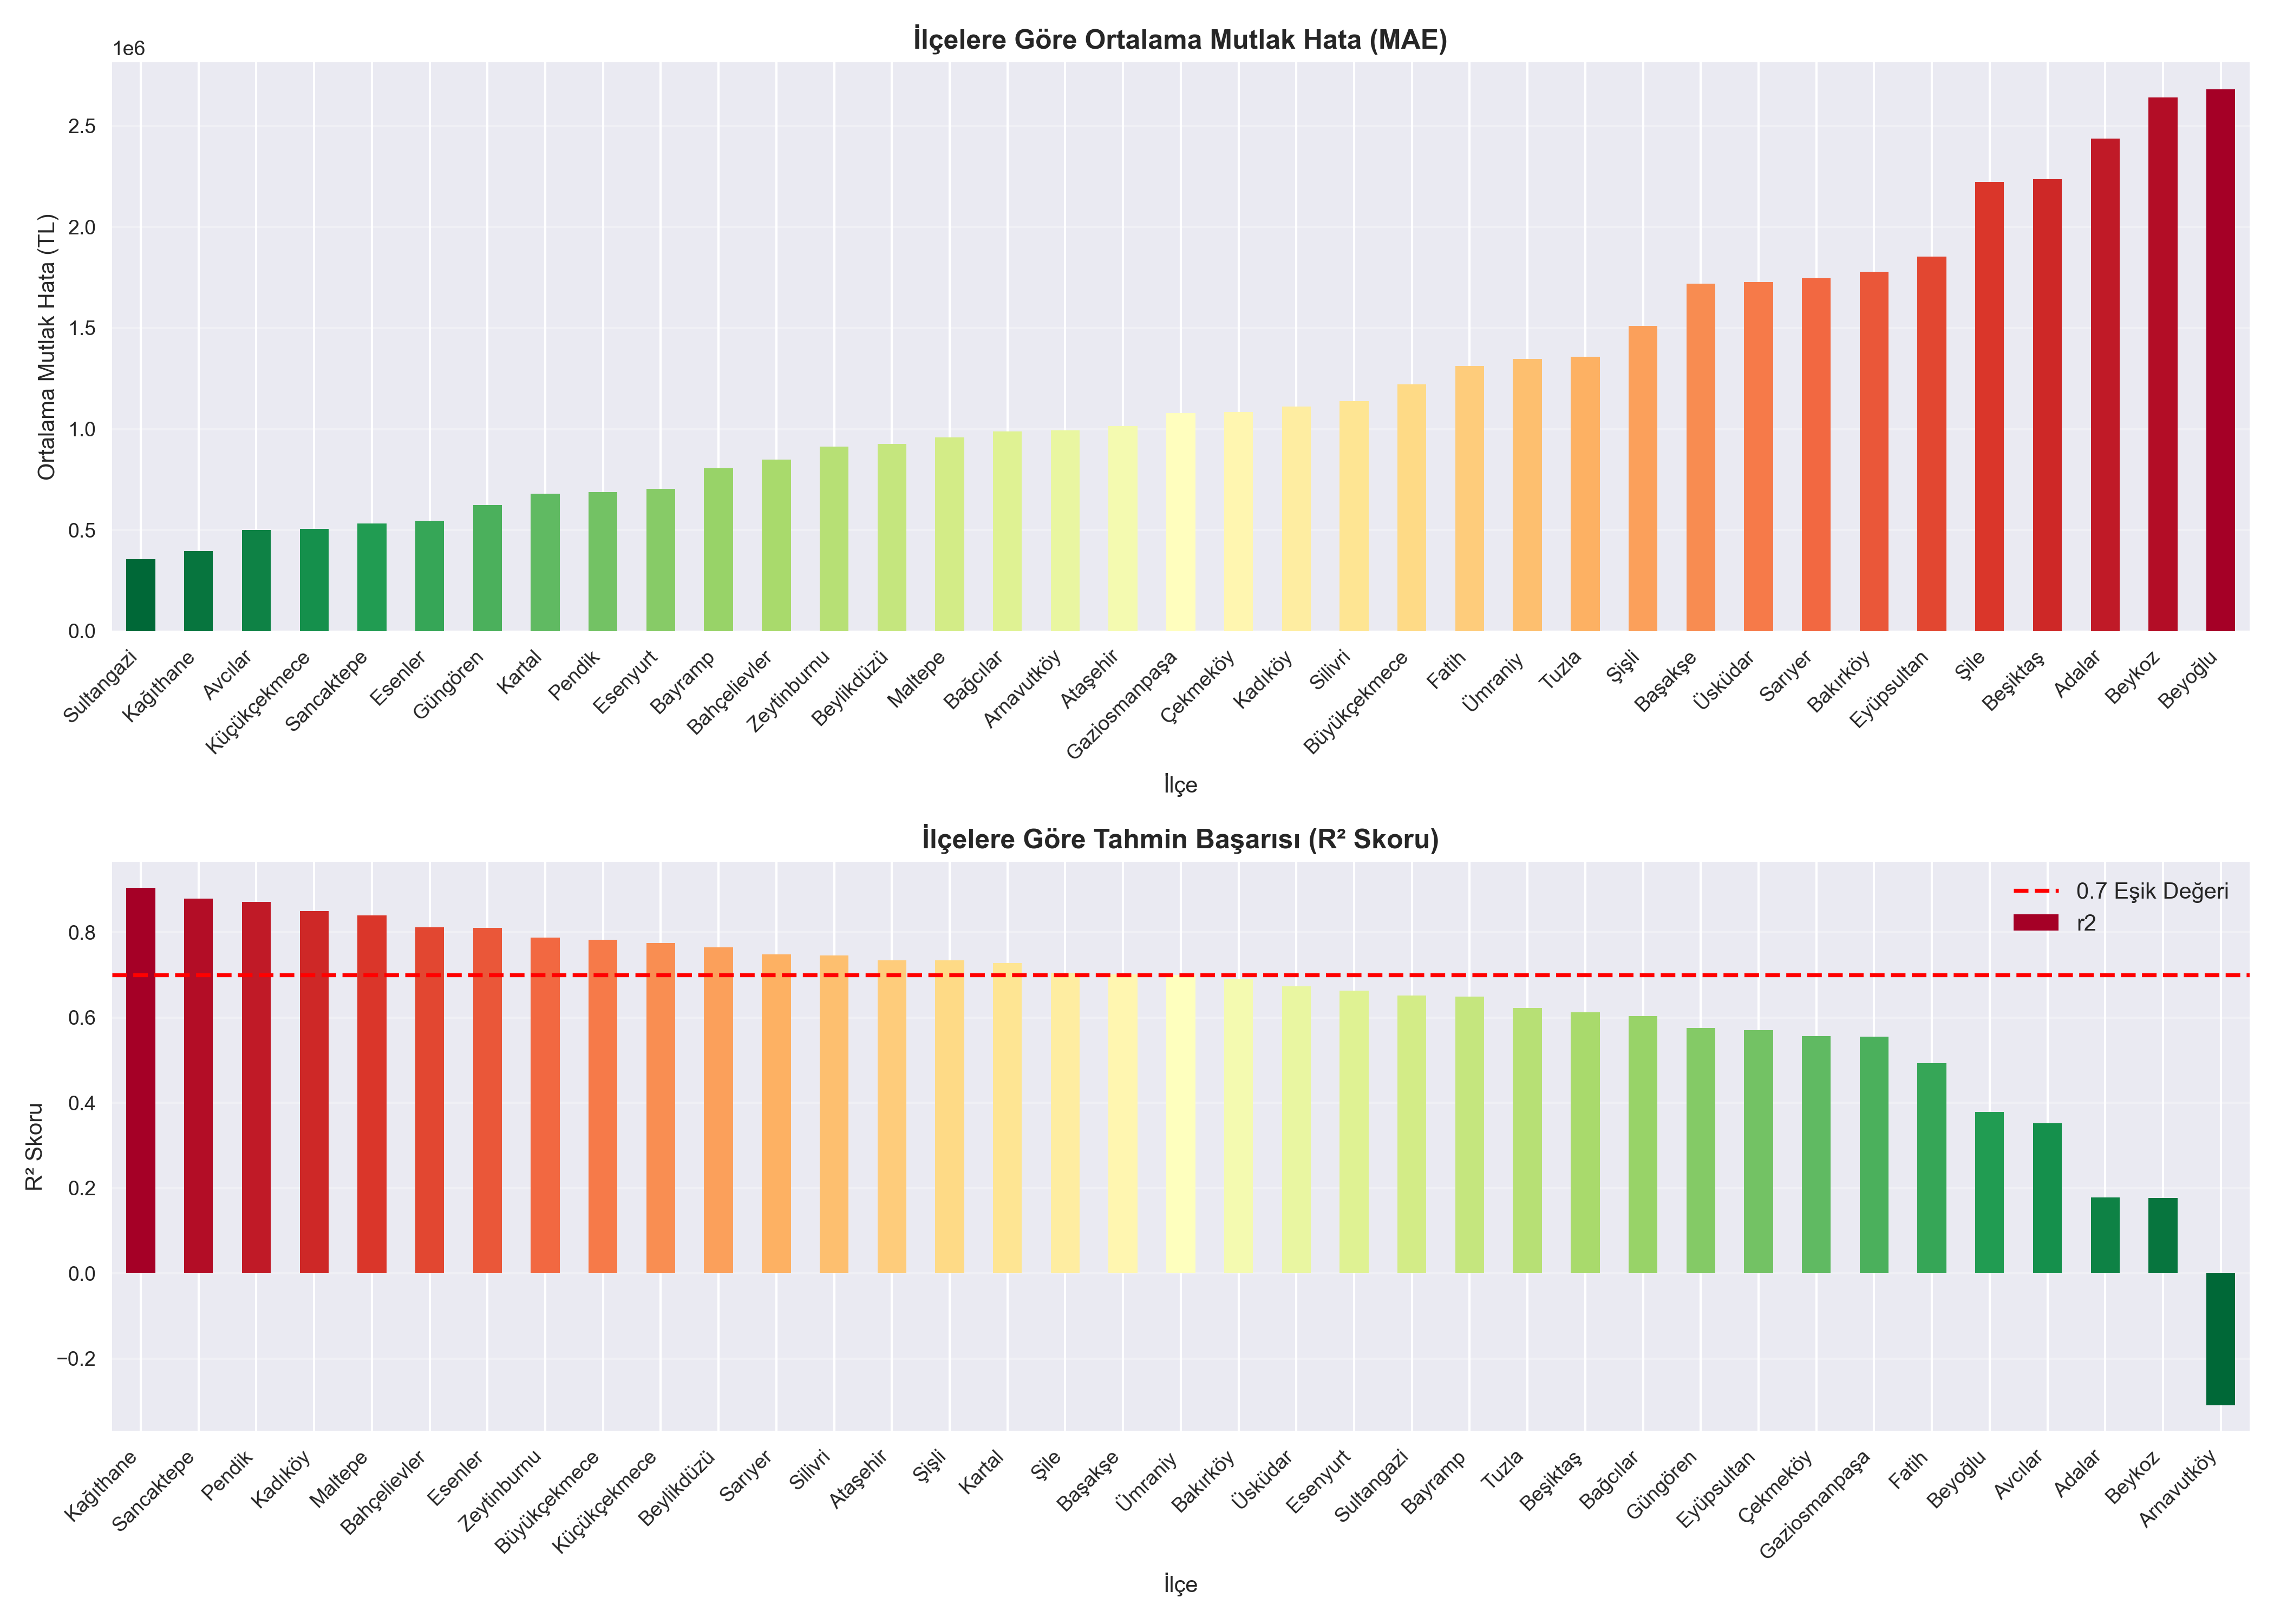 İlçelere Göre Ortalama Mutlak Hata (MAE)
1e6
Ortalama Mutlak Hata (TL)
2.5
2.0
1.5
1.0
0.5
0.0
Sultangazi
Kağıthane
Avcılar
Küçükçekmece
Sancaktepe
Esenler
Güngören
Kartal
Pendik
Esenyurt
Bayramp
Bahçelievler
Zeytinburnu
Beylikdüzü
Maltepe
Bağcılar
Arnavutköy
Ataşehir
Gaziosmanpaşa
Çekmeköy
Kadıköy
Silivri
Büyükçekmece
Fatih
Ümraniy
Tuzla
Şişli
Başakşe
Üsküdar
Sarıyer
Bakırköy
Eyüpsultan
Şile
Beşiktaş
Adalar
Beykoz
Beyoğlu
İlçe
İlçelere Göre Tahmin Başarısı (R² Skoru)
0.7 Eşik Değeri
r2
R² Skoru
0.8
0.6
0.4
0.2
0.0
−0.2
Kağıthane
Sancaktepe
Pendik
Kadıköy
Maltepe
Bahçelievler
Esenler
Zeytinburnu
Büyükçekmece
Küçükçekmece
Beylikdüzü
Sarıyer
Silivri
Ataşehir
Şişli
Kartal
Şile
Başakşe
Ümraniy
Bakırköy
Üsküdar
Esenyurt
Sultangazi
Bayramp
Tuzla
Beşiktaş
Bağcılar
Güngören
Eyüpsultan
Çekmeköy
Gaziosmanpaşa
Fatih
Beyoğlu
Avcılar
Adalar
Beykoz
Arnavutköy
İlçe